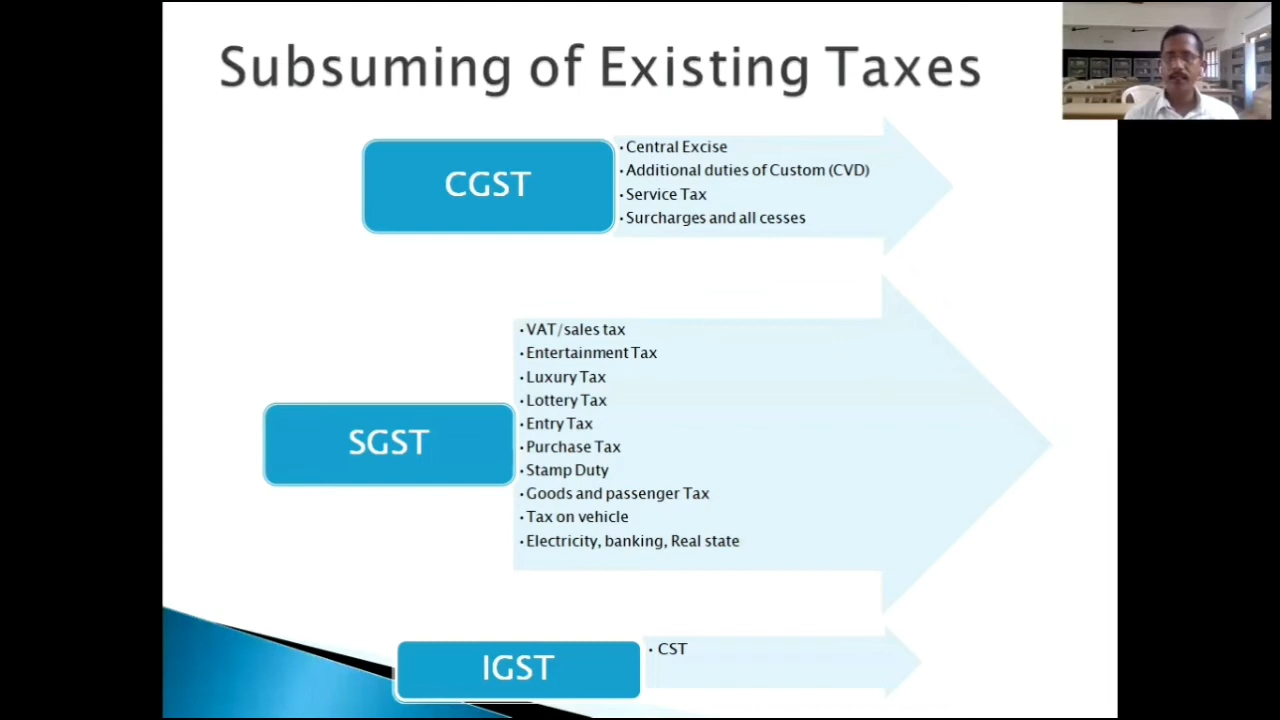 Subsuming of Existing Taxes
CGST
•Central Excise
•Additional duties of Custom (CVD)
•Service Tax
•Surcharges and all cesses
SGST
•VAT/sales tax
•Entertainment Tax
•Luxury Tax
•Lottery Tax
•Entry Tax
•Purchase Tax
•Stamp Duty
•Goods and passenger Tax
•Tax on vehicle
•Electricity, banking, Real state
IGST
• CST